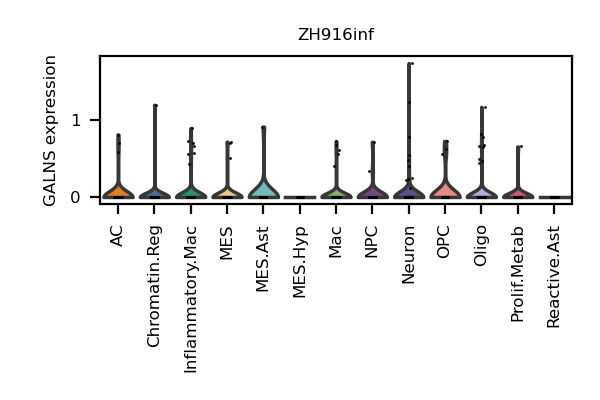 ZH916inf
GALNS expression
1
0
AC
Chromatin.Reg
Inflammatory.Mac
MES
MES.Ast
MES.Hyp
Mac
NPC
Neuron
OPC
Oligo
Prolif.Metab
Reactive.Ast